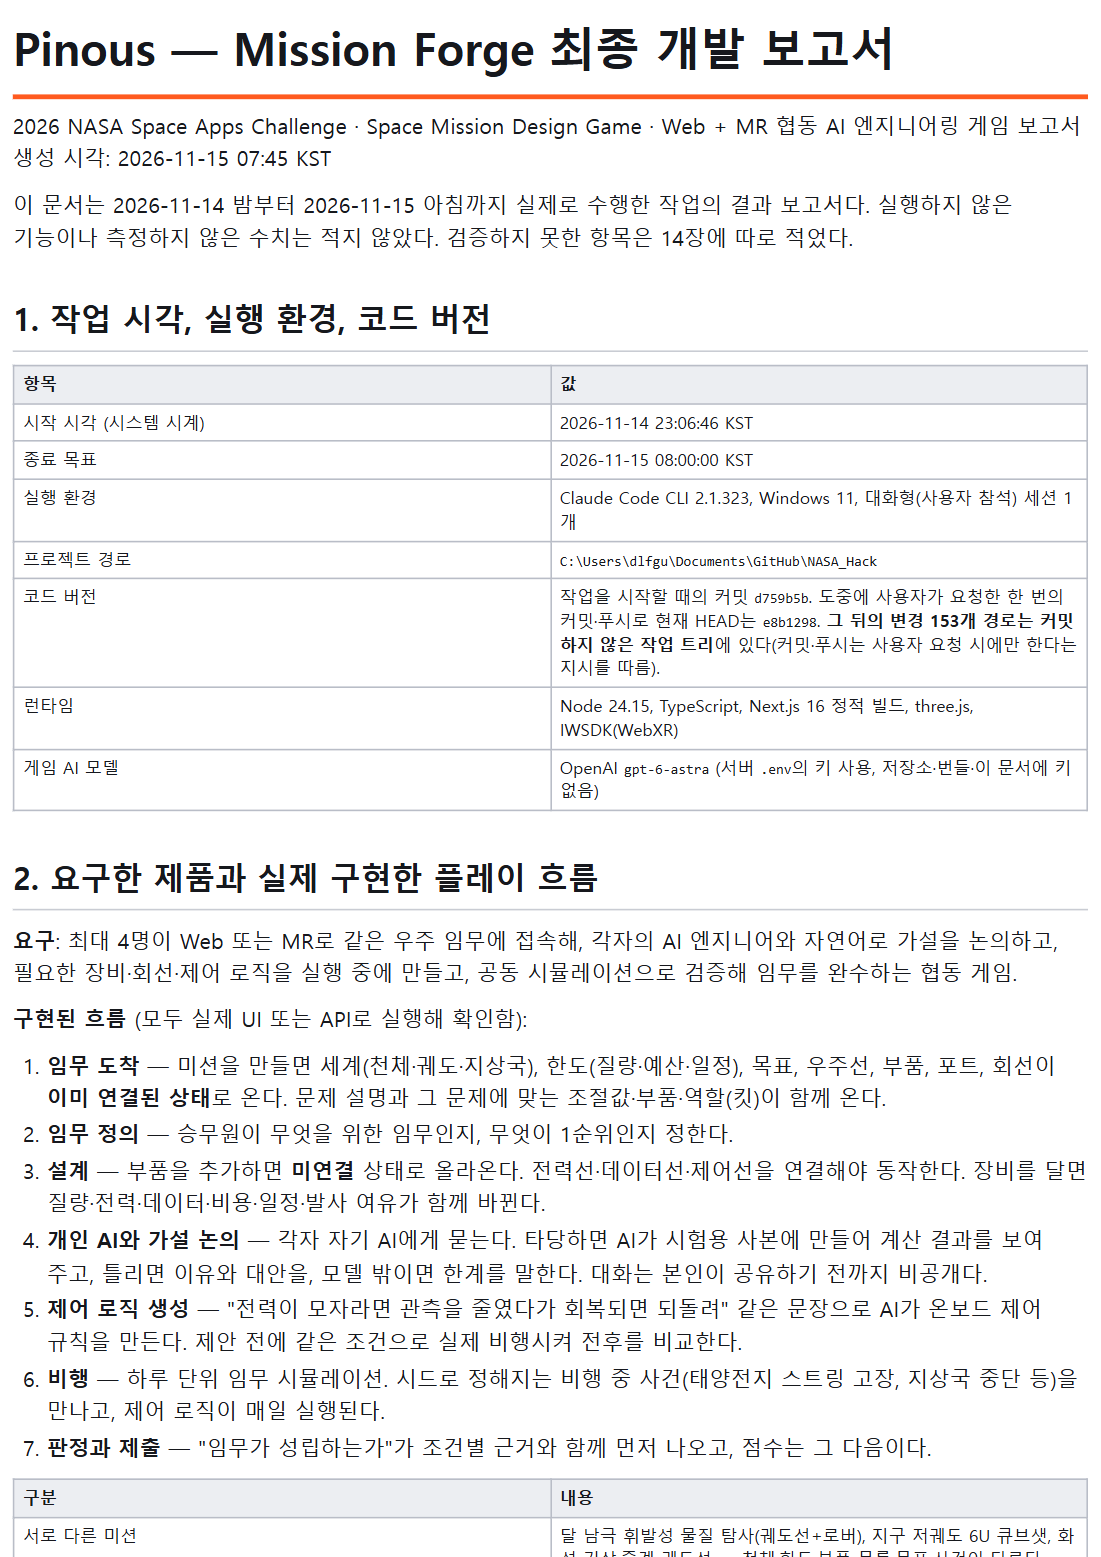 Pinous — Mission Forge 최종 개발 보고서
2026 NASA Space Apps Challenge · Space Mission Design Game · Web + MR 협동 AI 엔지니어링 게임 보고서
생성 시각: 2026-11-15 07:45 KST
이 문서는 2026-11-14 밤부터 2026-11-15 아침까지 실제로 수행한 작업의 결과 보고서다. 실행하지 않은
기능이나 측정하지 않은 수치는 적지 않았다. 검증하지 못한 항목은 14장에 따로 적었다.
1. 작업 시각, 실행 환경, 코드 버전
항목 값
시작 시각 (시스템 시계) 2026-11-14 23:06:46 KST
종료 목표 2026-11-15 08:00:00 KST
실행 환경 Claude Code CLI 2.1.323, Windows 11, 대화형(사용자 참석) 세션 1
개
프로젝트 경로 C:\Users\dlfgu\Documents\GitHub\NASA_Hack
코드 버전 작업을 시작할 때의 커밋 d759b5b. 도중에 사용자가 요청한 한 번의
커밋·푸시로 현재 HEAD는 e8b1298. 그 뒤의 변경 153개 경로는 커밋
하지 않은 작업 트리에 있다(커밋·푸시는 사용자 요청 시에만 한다는
지시를 따름).
런타임 Node 24.15, TypeScript, Next.js 16 정적 빌드, three.js,
IWSDK(WebXR)
게임 AI 모델 OpenAI gpt-6-astra (서버 .env의 키 사용, 저장소·번들·이 문서에 키
없음)
2. 요구한 제품과 실제 구현한 플레이 흐름
요구: 최대 4명이 Web 또는 MR로 같은 우주 임무에 접속해, 각자의 AI 엔지니어와 자연어로 가설을 논의하고,
필요한 장비·회선·제어 로직을 실행 중에 만들고, 공동 시뮬레이션으로 검증해 임무를 완수하는 협동 게임.
구현된 흐름 (모두 실제 UI 또는 API로 실행해 확인함):
1. 임무 도착 — 미션을 만들면 세계(천체·궤도·지상국), 한도(질량·예산·일정), 목표, 우주선, 부품, 포트, 회선이
이미 연결된 상태로 온다. 문제 설명과 그 문제에 맞는 조절값·부품·역할(킷)이 함께 온다.
2. 임무 정의 — 승무원이 무엇을 위한 임무인지, 무엇이 1순위인지 정한다.
3. 설계 — 부품을 추가하면 미연결 상태로 올라온다. 전력선·데이터선·제어선을 연결해야 동작한다. 장비를 달면
질량·전력·데이터·비용·일정·발사 여유가 함께 바뀐다.
4. 개인 AI와 가설 논의 — 각자 자기 AI에게 묻는다. 타당하면 AI가 시험용 사본에 만들어 계산 결과를 보여
주고, 틀리면 이유와 대안을, 모델 밖이면 한계를 말한다. 대화는 본인이 공유하기 전까지 비공개다.
5. 제어 로직 생성 — "전력이 모자라면 관측을 줄였다가 회복되면 되돌려" 같은 문장으로 AI가 온보드 제어
규칙을 만든다. 제안 전에 같은 조건으로 실제 비행시켜 전후를 비교한다.
6. 비행 — 하루 단위 임무 시뮬레이션. 시드로 정해지는 비행 중 사건(태양전지 스트링 고장, 지상국 중단 등)을
만나고, 제어 로직이 매일 실행된다.
7. 판정과 제출 — "임무가 성립하는가"가 조건별 근거와 함께 먼저 나오고, 점수는 그 다음이다.
구분 내용
서로 다른 미션 달 남극 휘발성 물질 탐사(궤도선+로버), 지구 저궤도 6U 큐브샛, 화